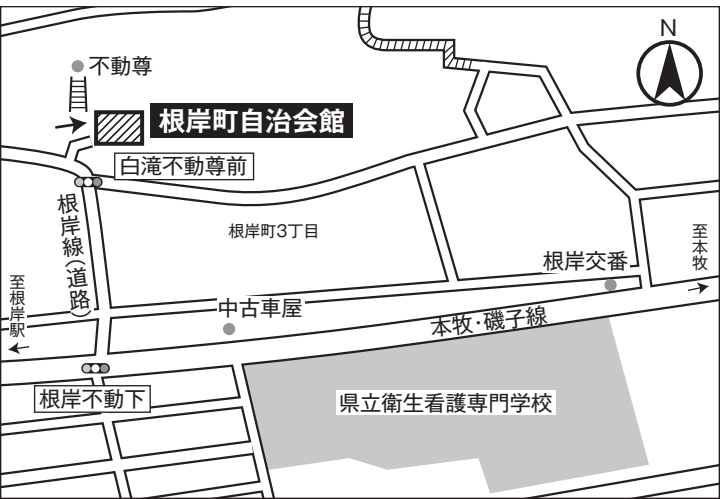 N
不動尊
根岸町自治会館
白滝不動尊前
根岸線(道路)
根岸町3丁目
至本牧
根岸交番
至根岸駅
中古車屋
本牧・磯子線
根岸不動下
県立衛生看護専門学校